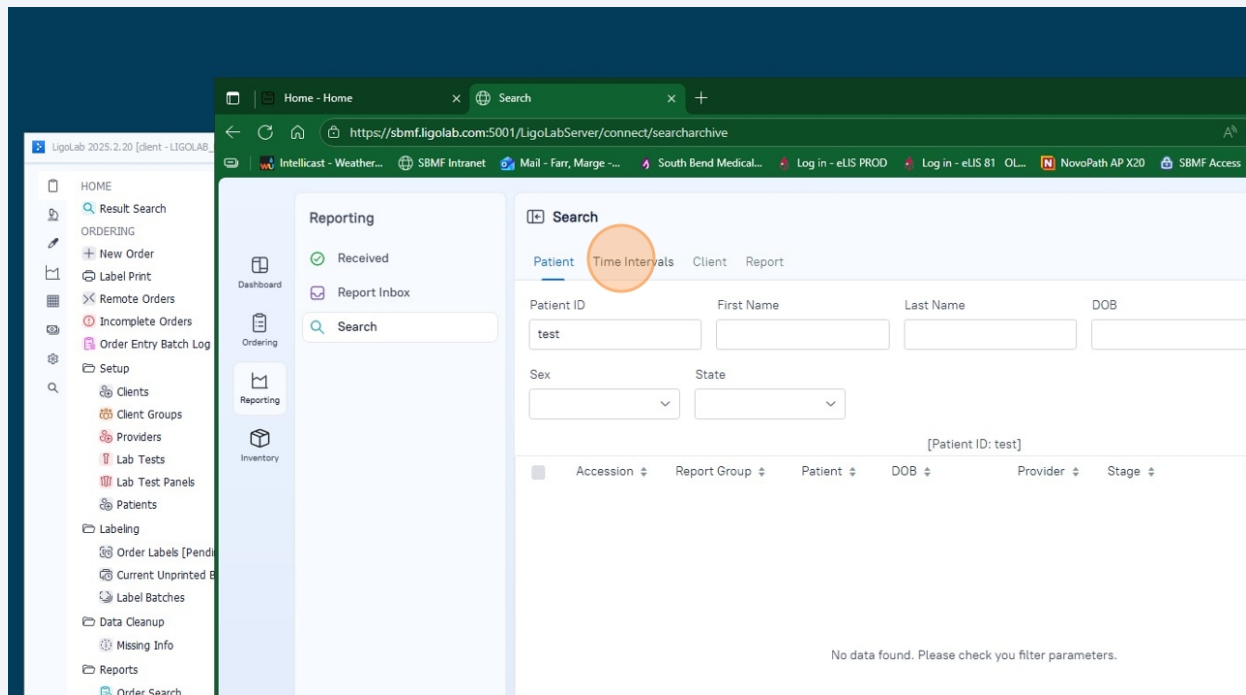 Home - Home
Search
https://sbmf.ligolab.com:5001/LigoLabServer/connect/searcharchive
Intellicast - Weather... SBMF Intranet Mail - Farr, Marge -... South Bend Medical... Log in - eLIS PROD Log in - eLIS 81 OL... NovoPath AP X20 SBMF Access
LigoLab 2025.2.20 [client - LIGOLAB_
HOME
Result Search
ORDERING
New Order
Label Print
Remote Orders
Incomplete Orders
Order Entry Batch Log
Setup
Clients
Client Groups
Providers
Lab Tests
Lab Test Panels
Patients
Labeling
Order Labels [Pendi
Current Unprinted B
Label Batches
Data Cleanup
Missing Info
Reports
Order Search
Dashboard
Ordering
Reporting
Inventory
Reporting
Received
Report Inbox
Search
Search
Patient Time Intervals Client Report
Patient ID First Name Last Name DOB
test
Sex State
[Patient ID: test]
Accession Report Group Patient DOB Provider Stage
No data found. Please check you filter parameters.